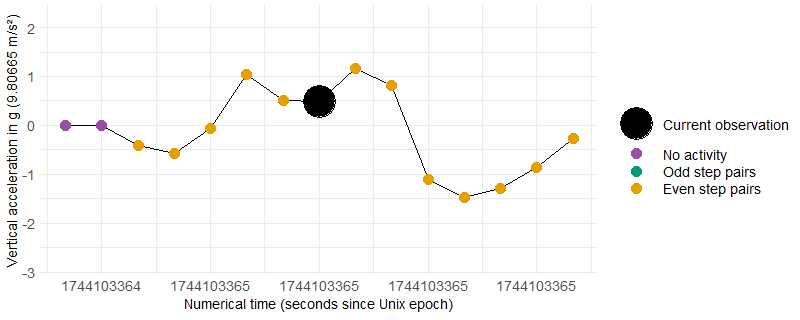 Vertical acceleration in g (9.80665 m/s²)
2
1
0
-1
-2
-3
1744103364 1744103365 1744103365 1744103365 1744103365
Numerical time (seconds since Unix epoch)
Current observation
No activity
Odd step pairs
Even step pairs